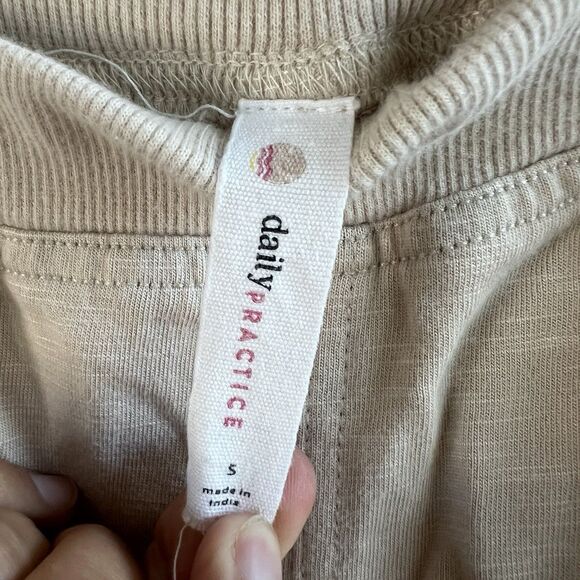 daily PRACTICE
S
made in
India